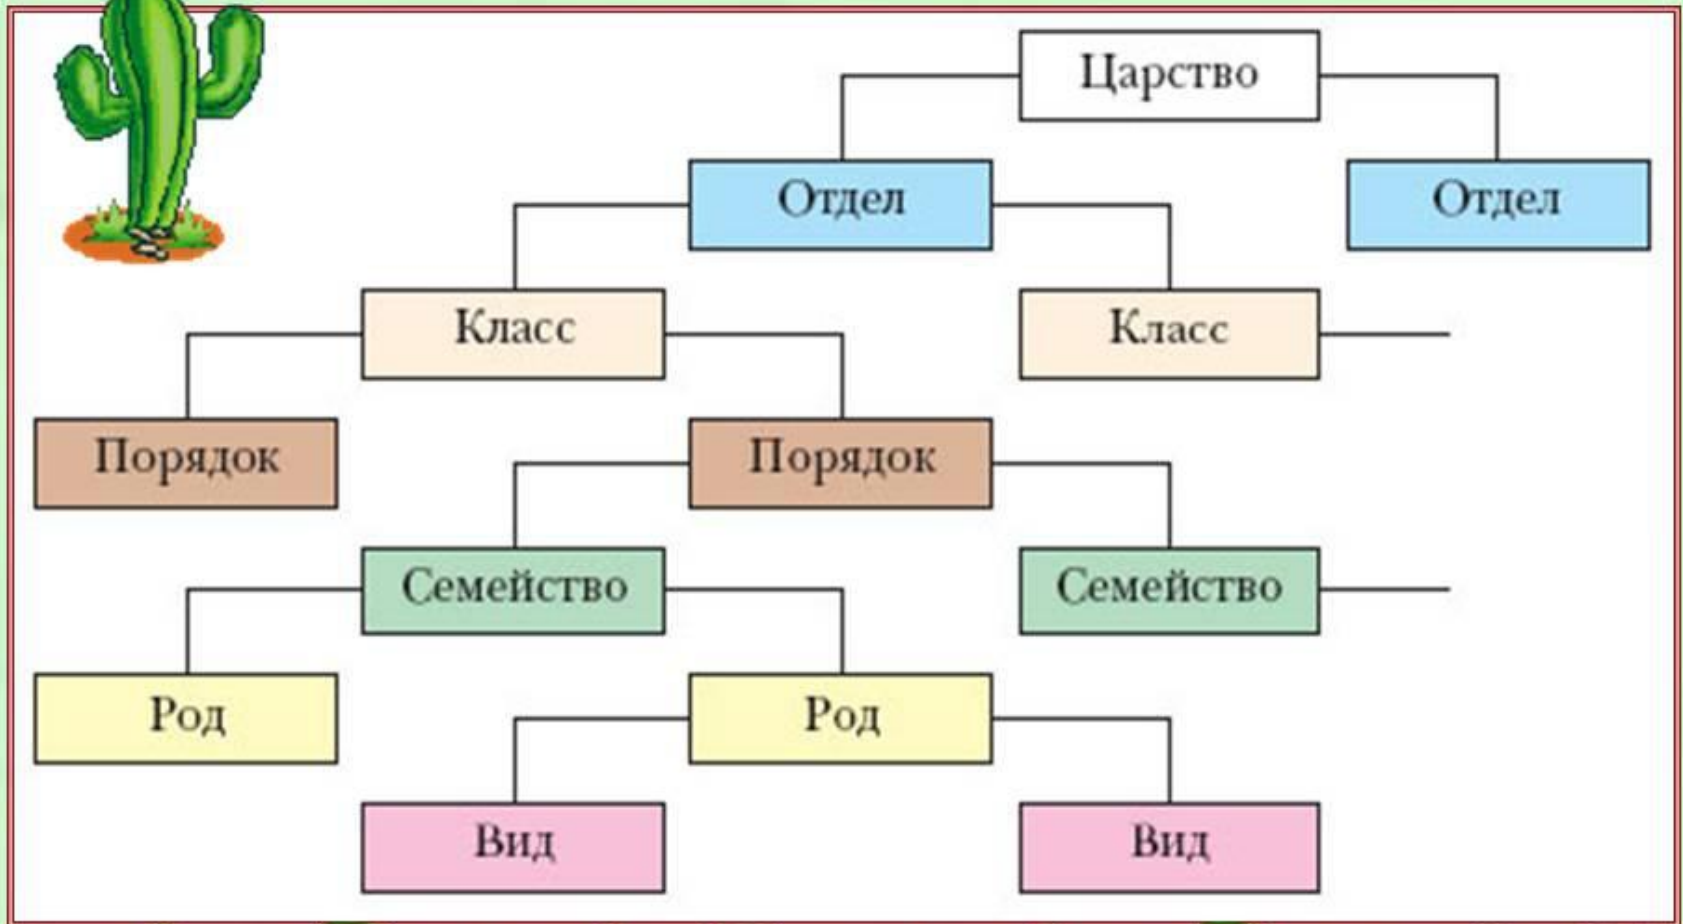 Царство
Отдел
Отдел
Класс
Класс
Порядок
Порядок
Семейство
Семейство
Род
Род
Вид
Вид